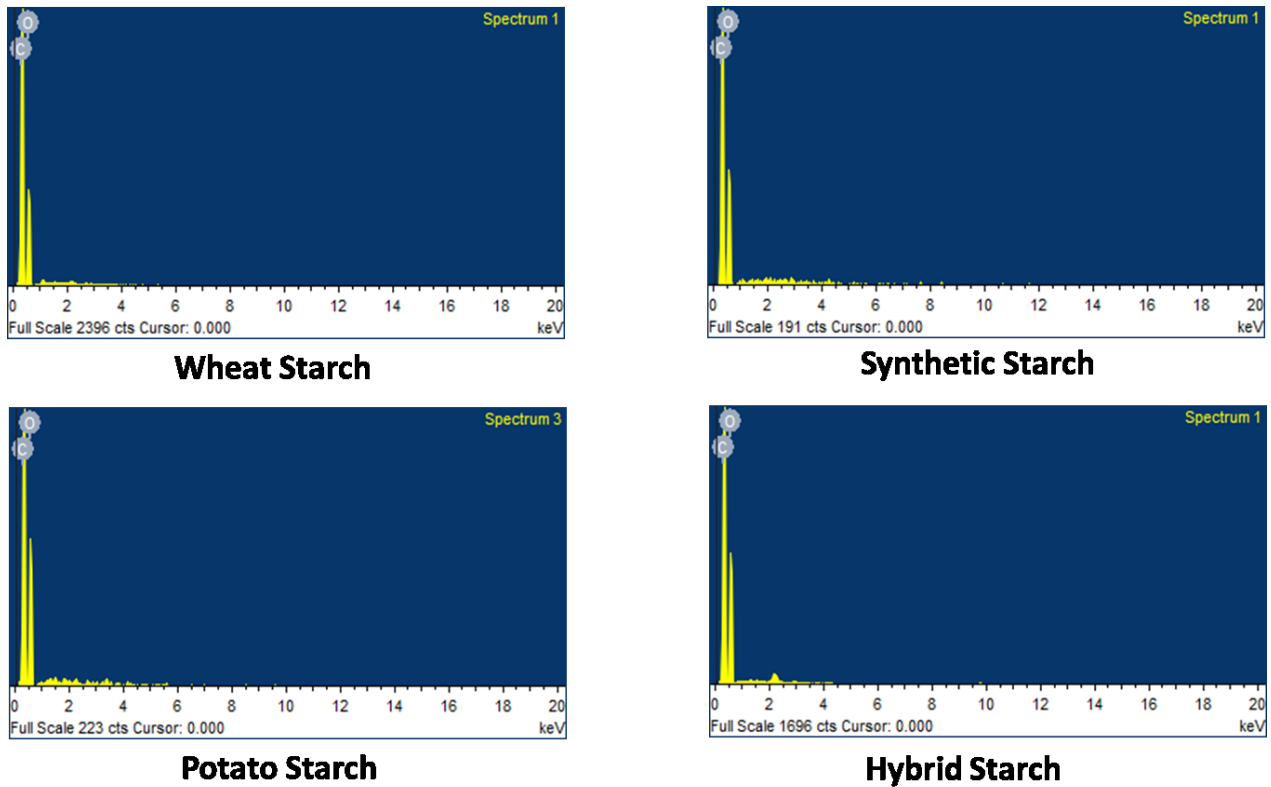 O
C
Spectrum 1
0 2 4 6 8 10 12 14 16 18 20
Full Scale 2396 cts Cursor: 0.000 keV
Wheat Starch
O
C
Spectrum 1
0 2 4 6 8 10 12 14 16 18 20
Full Scale 191 cts Cursor: 0.000 keV
Synthetic Starch
O
C
Spectrum 3
0 2 4 6 8 10 12 14 16 18 20
Full Scale 223 cts Cursor: 0.000 keV
Potato Starch
O
C
Spectrum 1
0 2 4 6 8 10 12 14 16 18 20
Full Scale 1696 cts Cursor: 0.000 keV
Hybrid Starch